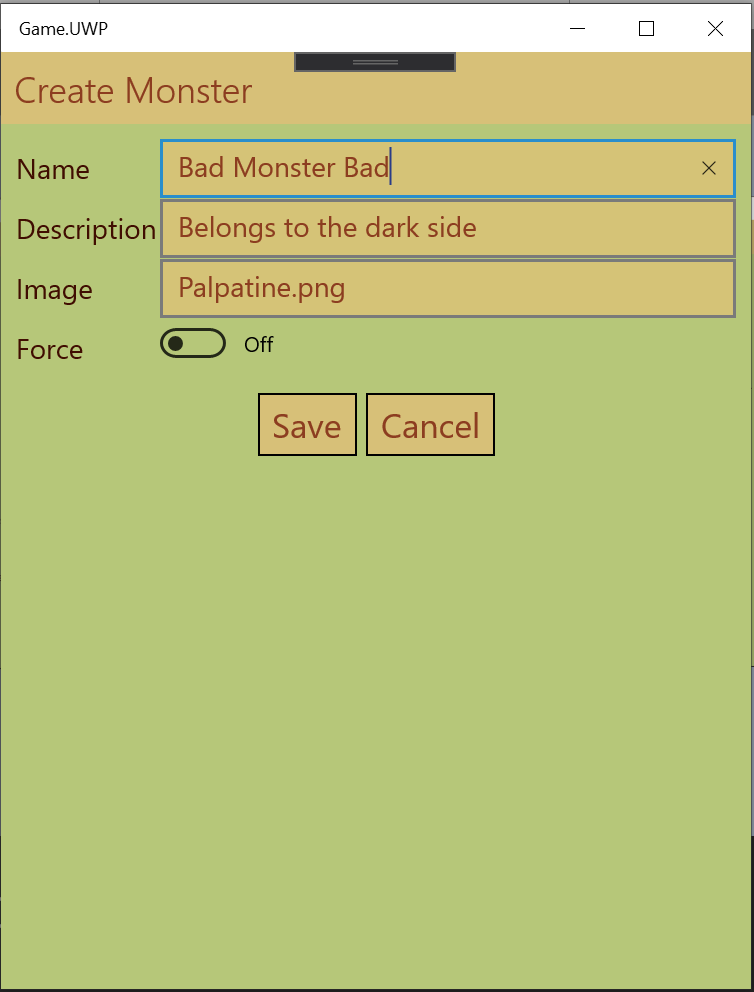 Game.UWP
Create Monster
Name Bad Monster Bad
Description Belongs to the dark side
Image Palpatine.png
Force Off
Save Cancel